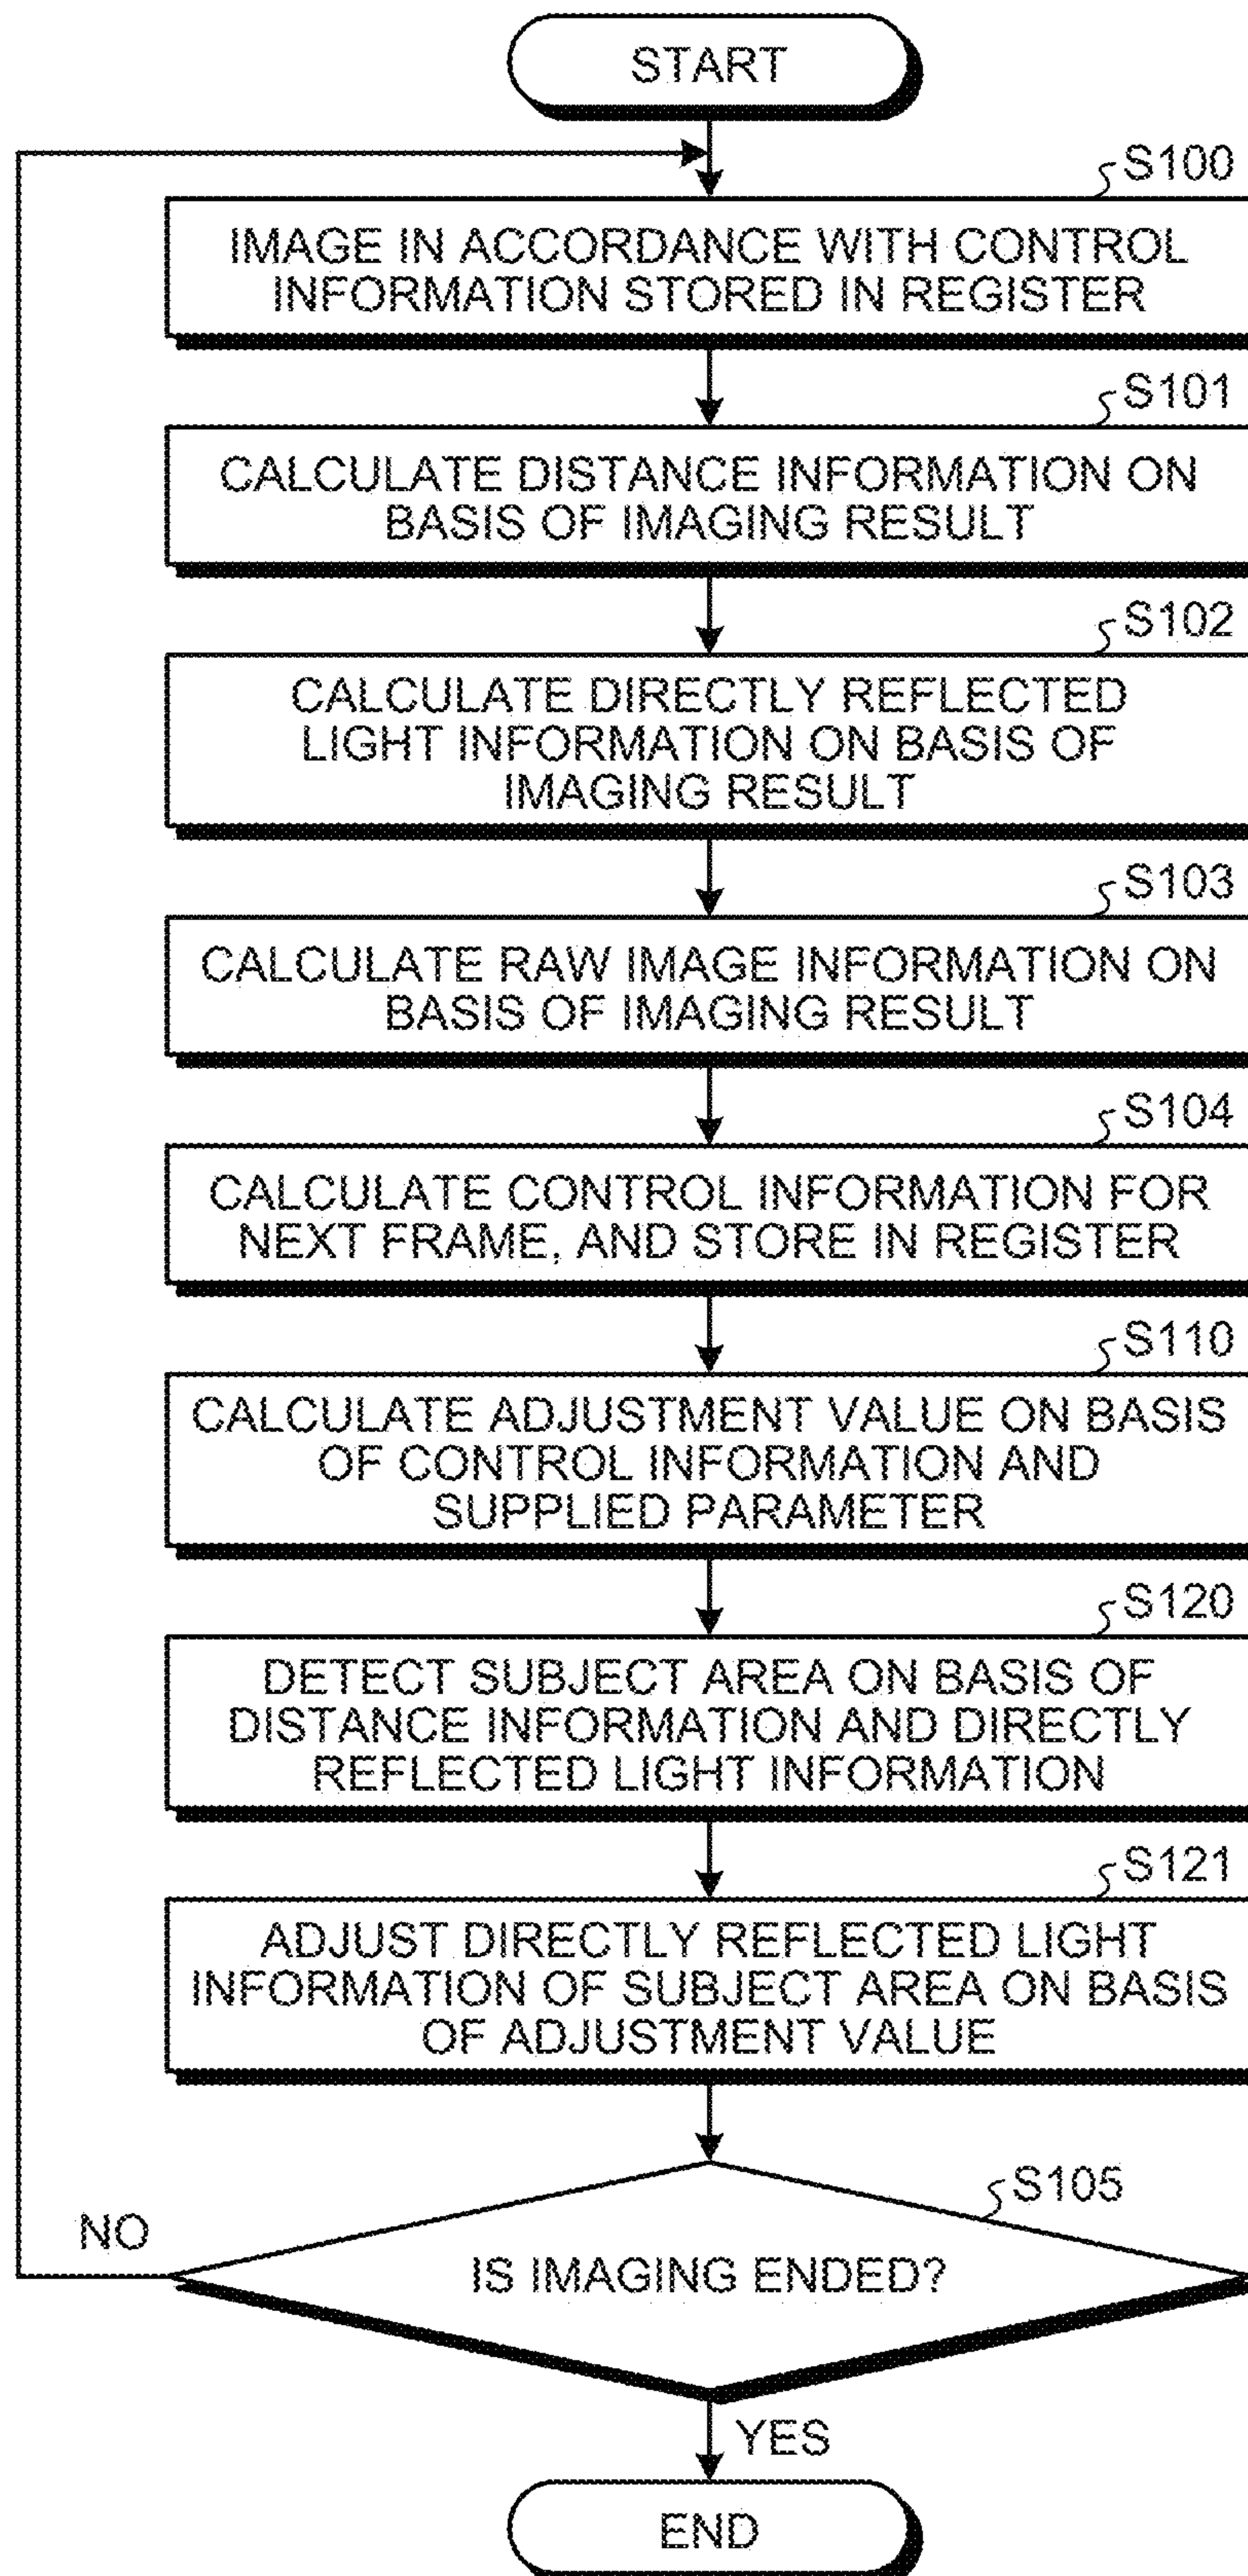 START
S100
IMAGE IN ACCORDANCE WITH CONTROL
INFORMATION STORED IN REGISTER
S101
CALCULATE DISTANCE INFORMATION ON
BASIS OF IMAGING RESULT
S102
CALCULATE DIRECTLY REFLECTED
LIGHT INFORMATION ON BASIS OF
IMAGING RESULT
S103
CALCULATE RAW IMAGE INFORMATION ON
BASIS OF IMAGING RESULT
S104
CALCULATE CONTROL INFORMATION FOR
NEXT FRAME, AND STORE IN REGISTER
S110
CALCULATE ADJUSTMENT VALUE ON BASIS
OF CONTROL INFORMATION AND
SUPPLIED PARAMETER
S120
DETECT SUBJECT AREA ON BASIS OF
DISTANCE INFORMATION AND DIRECTLY
REFLECTED LIGHT INFORMATION
S121
ADJUST DIRECTLY REFLECTED LIGHT
INFORMATION OF SUBJECT AREA ON BASIS
OF ADJUSTMENT VALUE
S105
NO
IS IMAGING ENDED?
YES
END